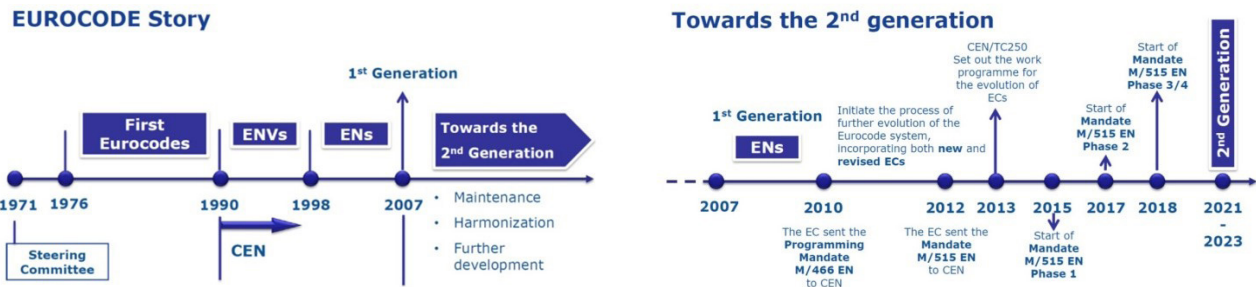 EUROCODE Story
1st Generation
First
Eurocodes
ENVs
ENs
Towards the
2nd Generation
1971
1976
1990
1998
2007
Steering
Committee
CEN
• Maintenance
• Harmonization
• Further
development
Towards the 2nd generation
1st Generation
ENs
Initiate the process of
further evolution of the
Eurocode system,
incorporating both new and
revised ECs
CEN/TC250
Set out the work
programme for
the evolution of
ECs
Start of
Mandate
M/515 EN
Phase 2
Start of
Mandate
M/515 EN
Phase 3/4
2nd Generation
2007
2010
2012
2013
2015
2017
2018
2021
-
2023
The EC sent the
Programming
Mandate
M/466 EN
to CEN
The EC sent the
Mandate
M/515 EN
to CEN
Start of
Mandate
M/515 EN
Phase 1